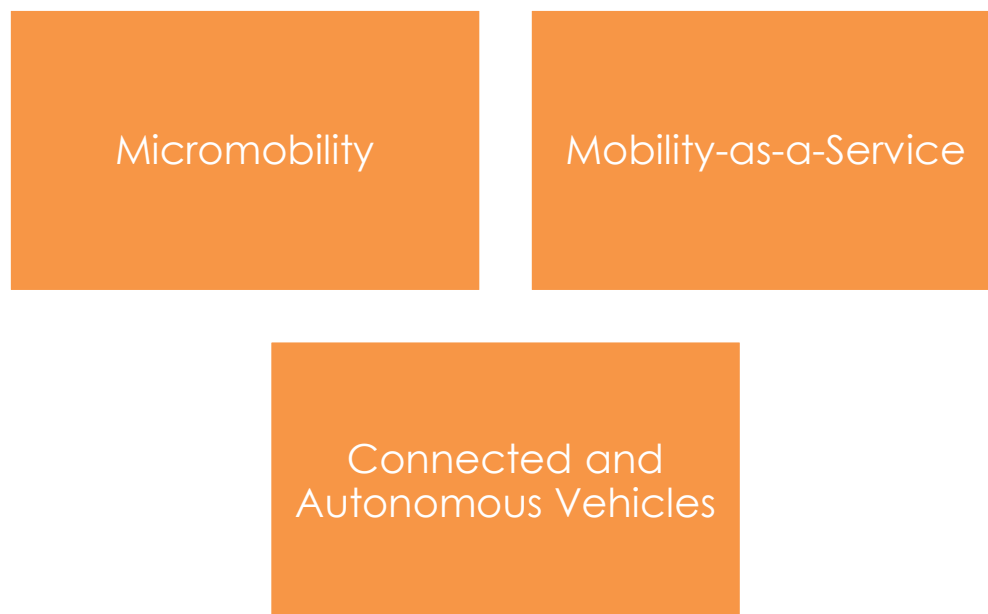 Micromobility
Mobility-as-a-Service
Connected and
Autonomous Vehicles